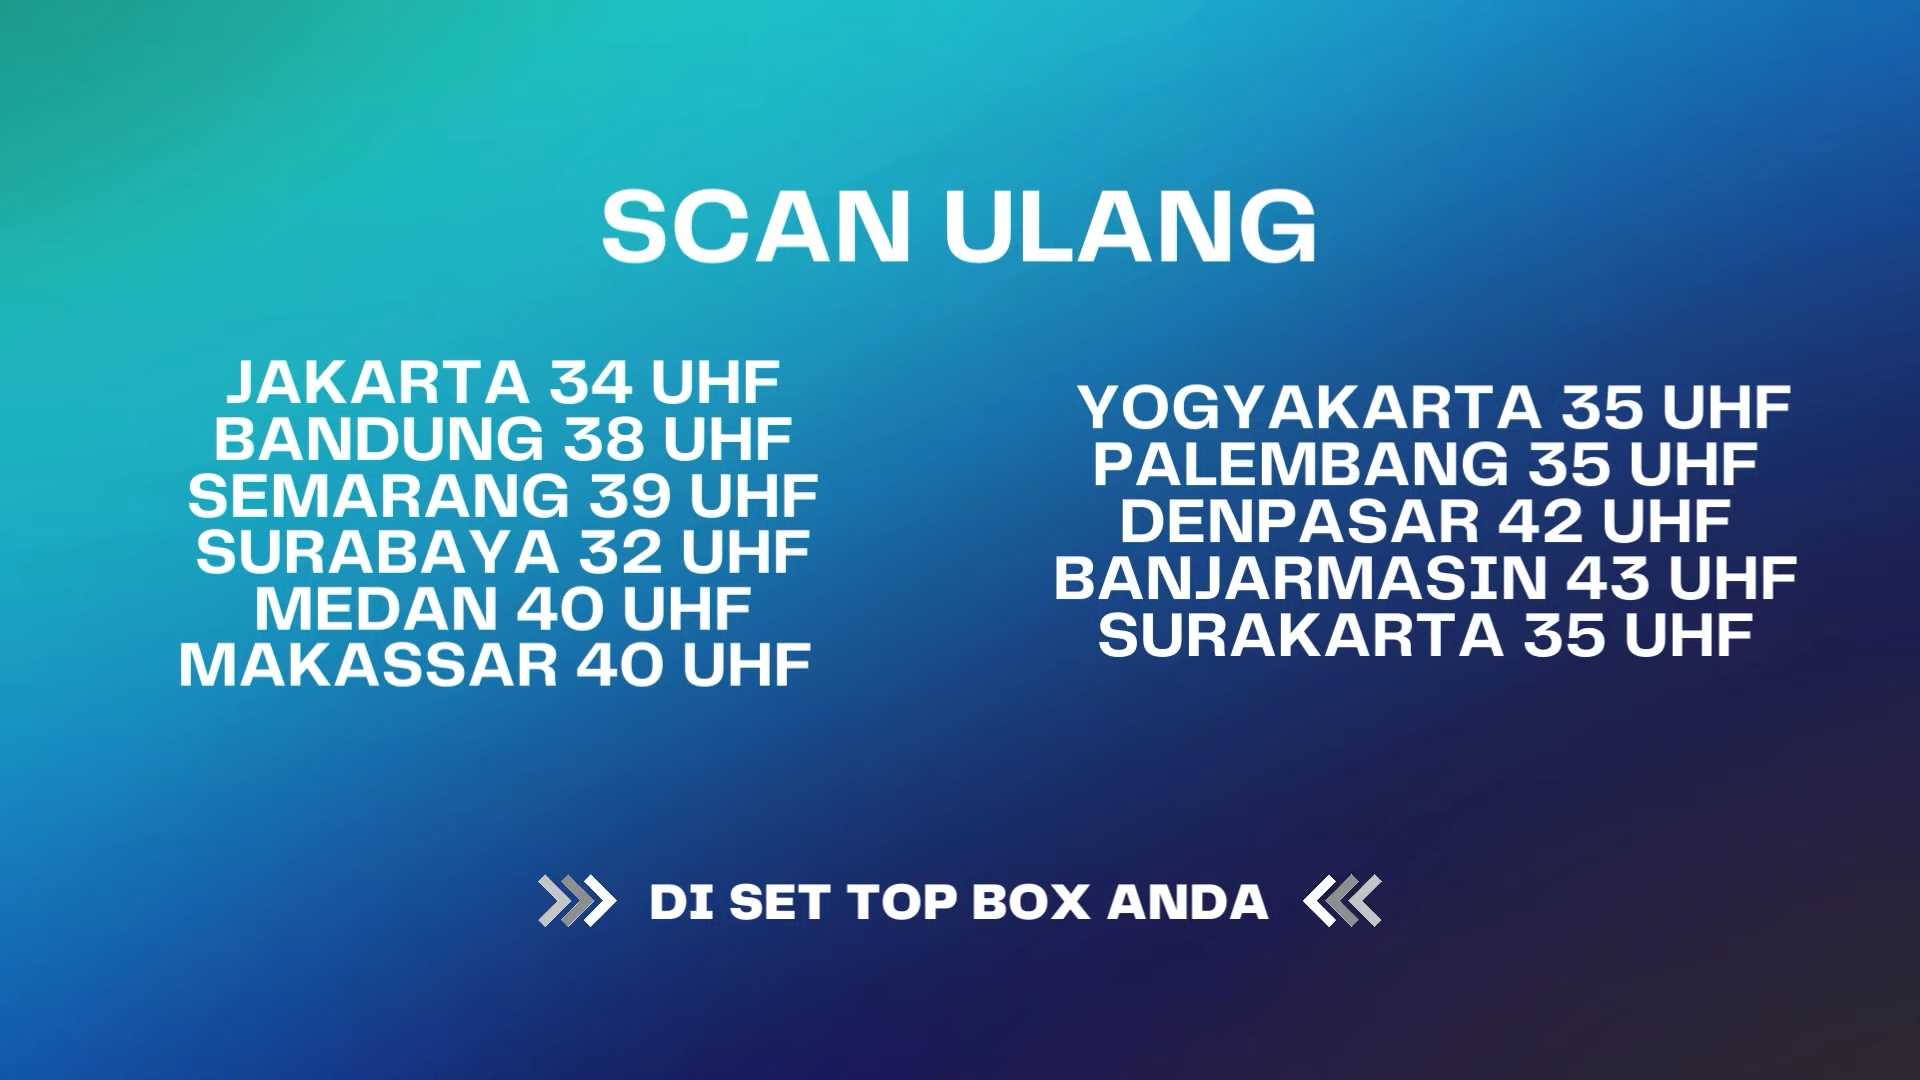 SCAN ULANG
JAKARTA 34 UHF
BANDUNG 38 UHF
SEMARANG 39 UHF
SURABAYA 32 UHF
MEDAN 40 UHF
MAKASSAR 40 UHF
YOGYAKARTA 35 UHF
PALEMBANG 35 UHF
DENPASAR 42 UHF
BANJARMASIN 43 UHF
SURAKARTA 35 UHF
DI SET TOP BOX ANDA